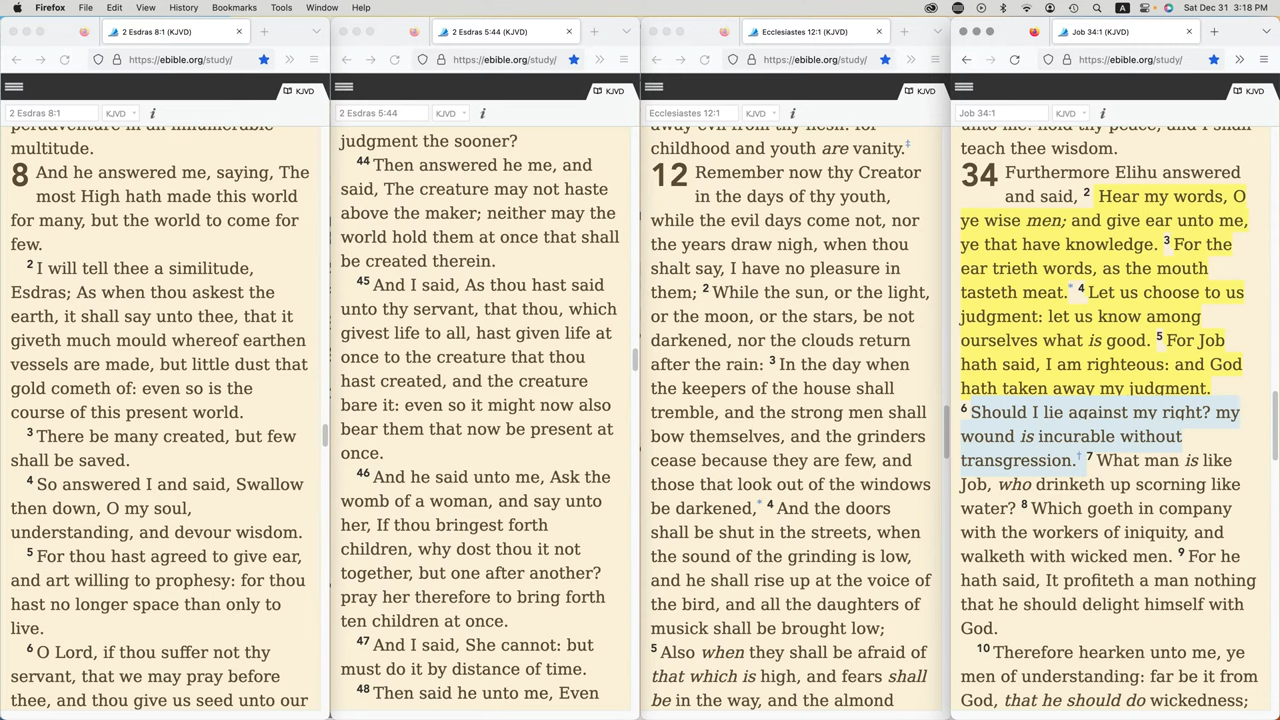 Firefox File Edit View History Bookmarks Tools Window Help
A
Sat Dec 31 3:18 PM
2 Esdras 8:1 (KJVD)
https://ebible.org/study/
KJVD
2 Esdras 8:1
KJVD
i
peradventure in an innumerable
multitude.
8 And he answered me, saying, The
most High hath made this world
for many, but the world to come for
few.
2 I will tell thee a similitude,
Esdras; As when thou askest the
earth, it shall say unto thee, that it
giveth much mould whereof earthen
vessels are made, but little dust that
gold cometh of: even so is the
course of this present world.
3 There be many created, but few
shall be saved.
4 So answered I and said, Swallow
then down, O my soul,
understanding, and devour wisdom.
5 For thou hast agreed to give ear,
and art willing to prophesy: for thou
hast no longer space than only to
live.
6 O Lord, if thou suffer not thy
servant, that we may pray before
thee, and thou give us seed unto our
2 Esdras 5:44 (KJVD)
https://ebible.org/study/
KJVD
2 Esdras 5:44
KJVD
i
judgment the sooner?
44 Then answered he me, and
said, The creature may not haste
above the maker; neither may the
world hold them at once that shall
be created therein.
45 And I said, As thou hast said
unto thy servant, that thou, which
givest life to all, hast given life at
once to the creature that thou
hast created, and the creature
bare it: even so it might now also
bear them that now be present at
once.
46 And he said unto me, Ask the
womb of a woman, and say unto
her, If thou bringest forth
children, why dost thou it not
together, but one after another?
pray her therefore to bring forth
ten children at once.
47 And I said, She cannot: but
must do it by distance of time.
48 Then said he unto me, Even
Ecclesiastes 12:1 (KJVD)
https://ebible.org/study/
KJVD
Ecclesiastes 12:1
KJVD
i
away evil from thy flesh: for
childhood and youth are vanity.‡
12 Remember now thy Creator
in the days of thy youth,
while the evil days come not, nor
the years draw nigh, when thou
shalt say, I have no pleasure in
them; 2 While the sun, or the light,
or the moon, or the stars, be not
darkened, nor the clouds return
after the rain: 3 In the day when
the keepers of the house shall
tremble, and the strong men shall
bow themselves, and the grinders
cease because they are few, and
those that look out of the windows
be darkened,* 4 And the doors
shall be shut in the streets, when
the sound of the grinding is low,
and he shall rise up at the voice of
the bird, and all the daughters of
musick shall be brought low;
5 Also when they shall be afraid of
that which is high, and fears shall
be in the way, and the almond
Job 34:1 (KJVD)
https://ebible.org/study/
KJVD
Job 34:1
KJVD
i
unto me: hold thy peace, and I shall
teach thee wisdom.
34 Furthermore Elihu answered
and said, 2 Hear my words, O
ye wise men; and give ear unto me,
ye that have knowledge. 3 For the
ear trieth words, as the mouth
tasteth meat.* 4 Let us choose to us
judgment: let us know among
ourselves what is good. 5 For Job
hath said, I am righteous: and God
hath taken away my judgment.
6 Should I lie against my right? my
wound is incurable without
transgression.† 7 What man is like
Job, who drinketh up scorning like
water? 8 Which goeth in company
with the workers of iniquity, and
walketh with wicked men. 9 For he
hath said, It profiteth a man nothing
that he should delight himself with
God.
10 Therefore hearken unto me, ye
men of understanding: far be it from
God, that he should do wickedness;